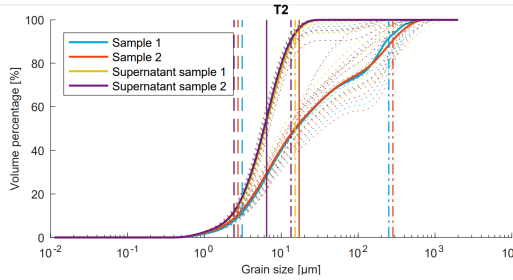 T2
Volume percentage [%]
100
80
60
40
20
0
Sample 1
Sample 2
Supernatant sample 1
Supernatant sample 2
10-2 10-1 100 101 102 103 10
Grain size [µm]